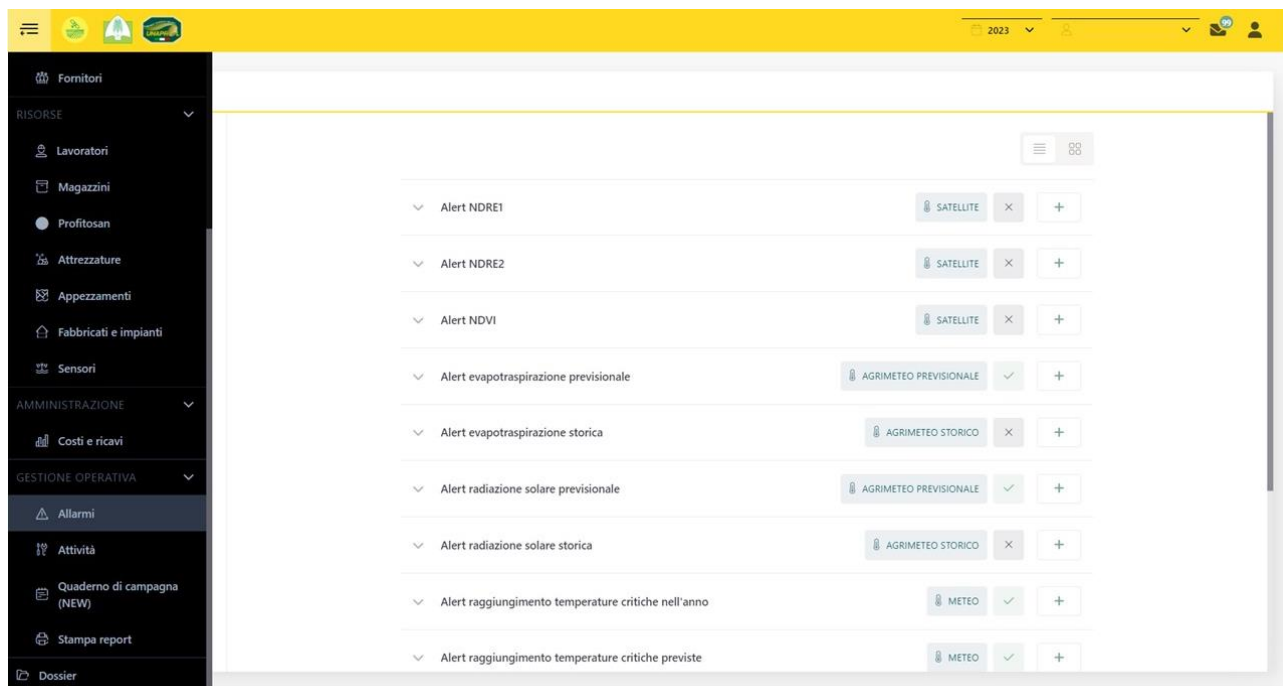 UNAPROL
2023
99
Fornitori
RISORSE
Lavoratori
Magazzini
Profitosan
Attrezzature
Appezzamenti
Fabbricati e impianti
Sensori
AMMINISTRAZIONE
Costi e ricavi
GESTIONE OPERATIVA
Allarmi
Attività
Quaderno di campagna
(NEW)
Stampa report
Dossier
Alert NDRE1 SATELLITE
Alert NDRE2 SATELLITE
Alert NDVI SATELLITE
Alert evapotraspirazione previsionale AGRIMETEO PREVISIONALE
Alert evapotraspirazione storica AGRIMETEO STORICO
Alert radiazione solare previsionale AGRIMETEO PREVISIONALE
Alert radiazione solare storica AGRIMETEO STORICO
Alert raggiungimento temperature critiche nell'anno METEO
Alert raggiungimento temperature critiche previste METEO